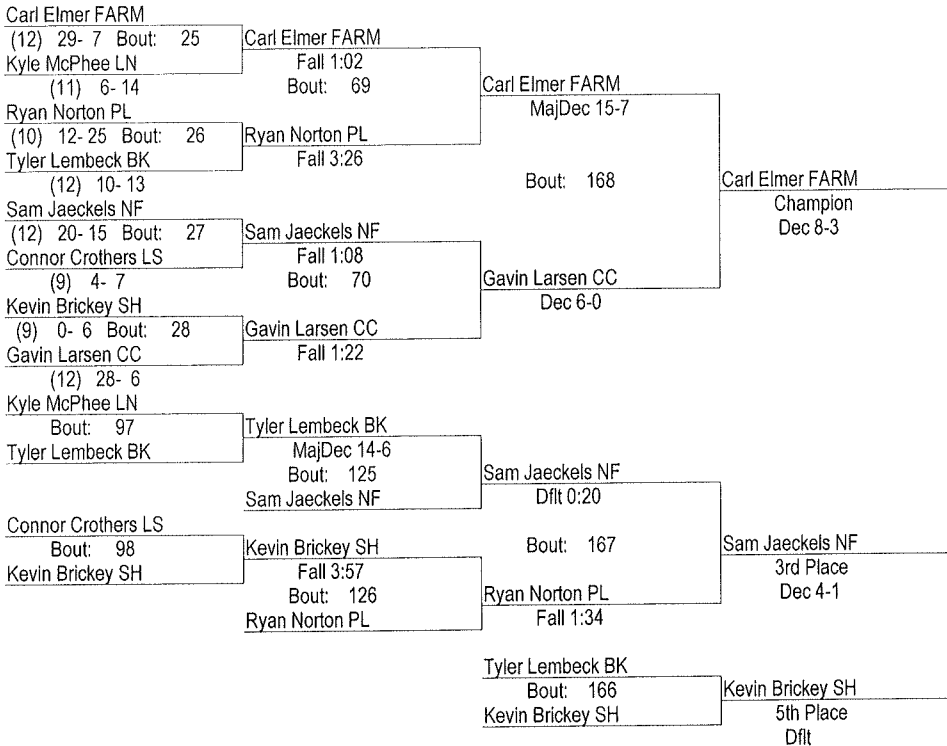 Carl Elmer FARM
(12) 29- 7 Bout: 25
Kyle McPhee LN
(11) 6- 14
Ryan Norton PL
(10) 12- 25 Bout: 26
Tyler Lembeck BK
(12) 10- 13
Sam Jaeckels NF
(12) 20- 15 Bout: 27
Connor Crothers LS
(9) 4- 7
Kevin Brickey SH
(9) 0- 6 Bout: 28
Gavin Larsen CC
(12) 28- 6
Kyle McPhee LN
Bout: 97
Tyler Lembeck BK
Connor Crothers LS
Bout: 98
Kevin Brickey SH
Carl Elmer FARM
Fall 1:02
Bout: 69
Ryan Norton PL
Fall 3:26
Sam Jaeckels NF
Fall 1:08
Bout: 70
Gavin Larsen CC
Fall 1:22
Tyler Lembeck BK
MajDec 14-6
Bout: 125
Sam Jaeckels NF
Kevin Brickey SH
Fall 3:57
Bout: 126
Ryan Norton PL
Carl Elmer FARM
MajDec 15-7
Bout: 168
Gavin Larsen CC
Dec 6-0
Sam Jaeckels NF
Dflt 0:20
Bout: 167
Ryan Norton PL
Fall 1:34
Tyler Lembeck BK
Bout: 166
Kevin Brickey SH
Carl Elmer FARM
Champion
Dec 8-3
Sam Jaeckels NF
3rd Place
Dec 4-1
Kevin Brickey SH
5th Place
Dflt